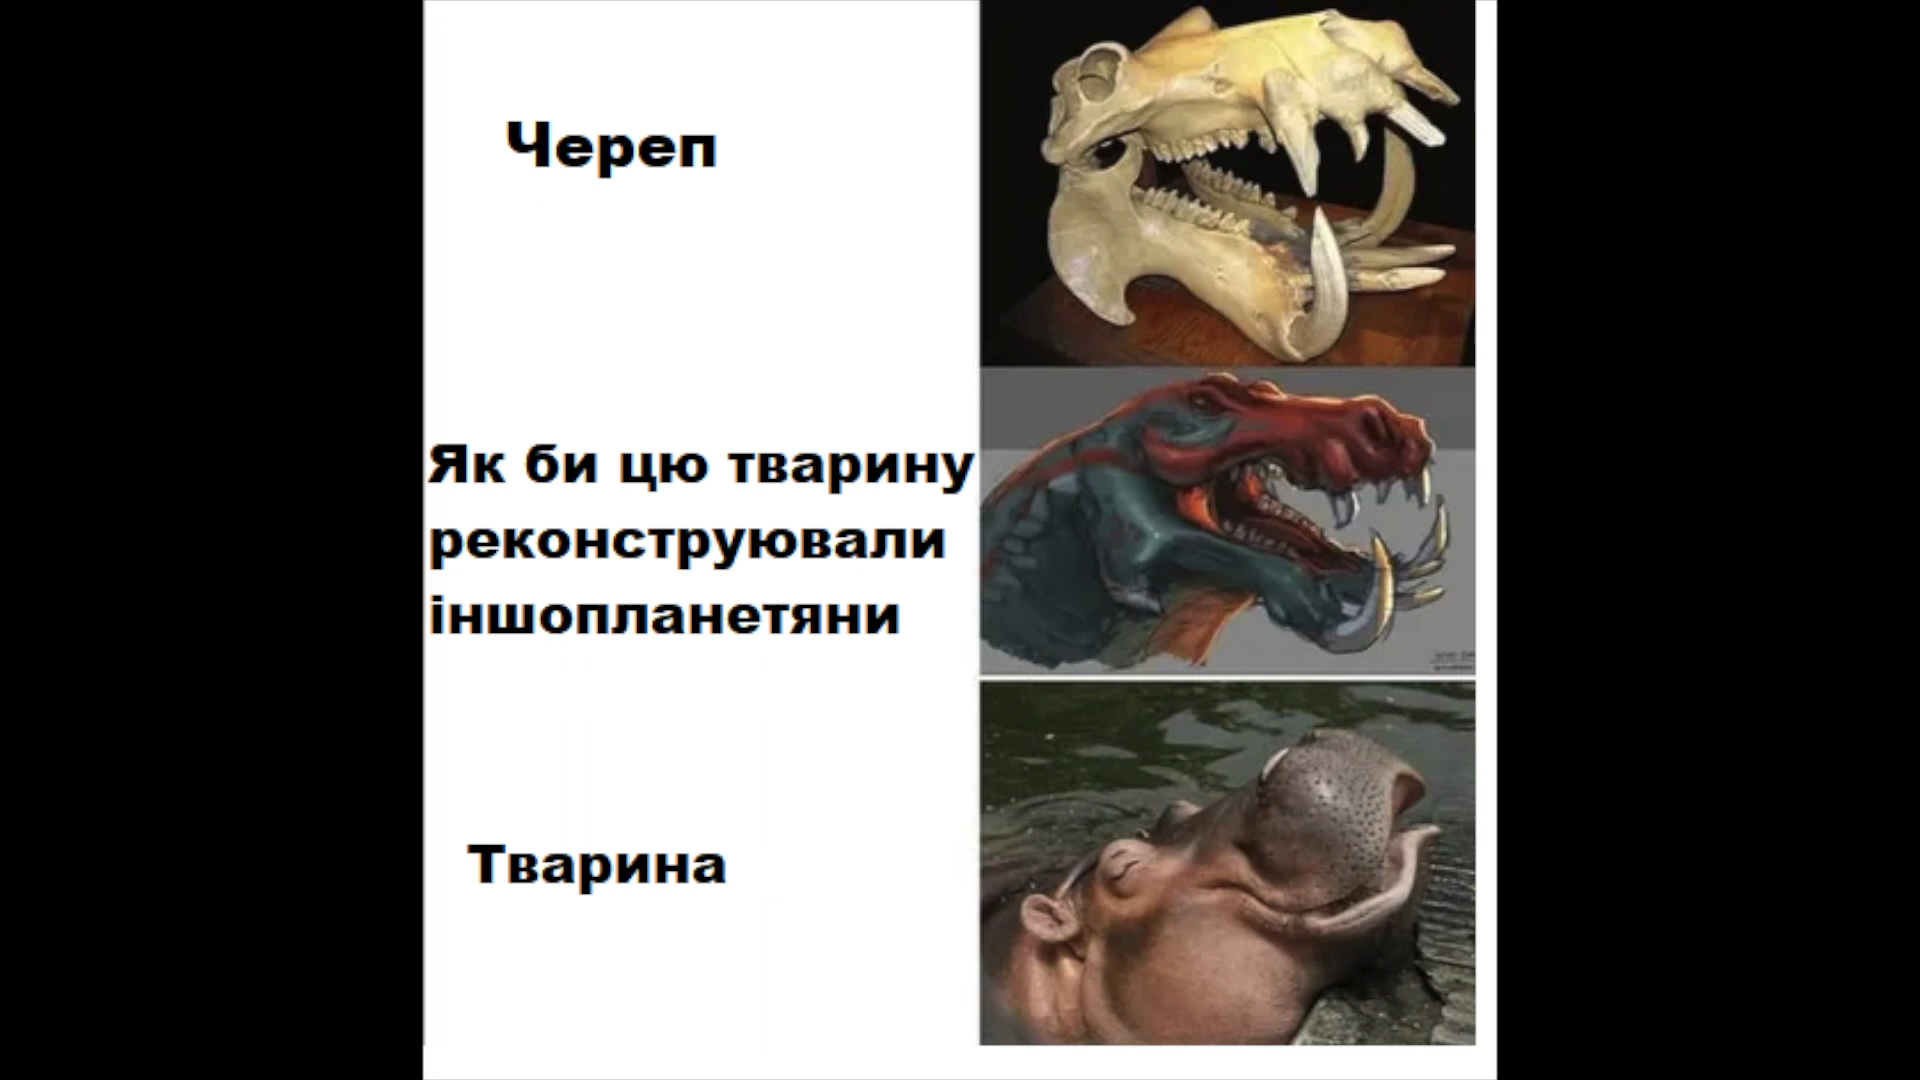 Череп
Як би цю тварину
реконструювали
іншопланетяни
Тварина